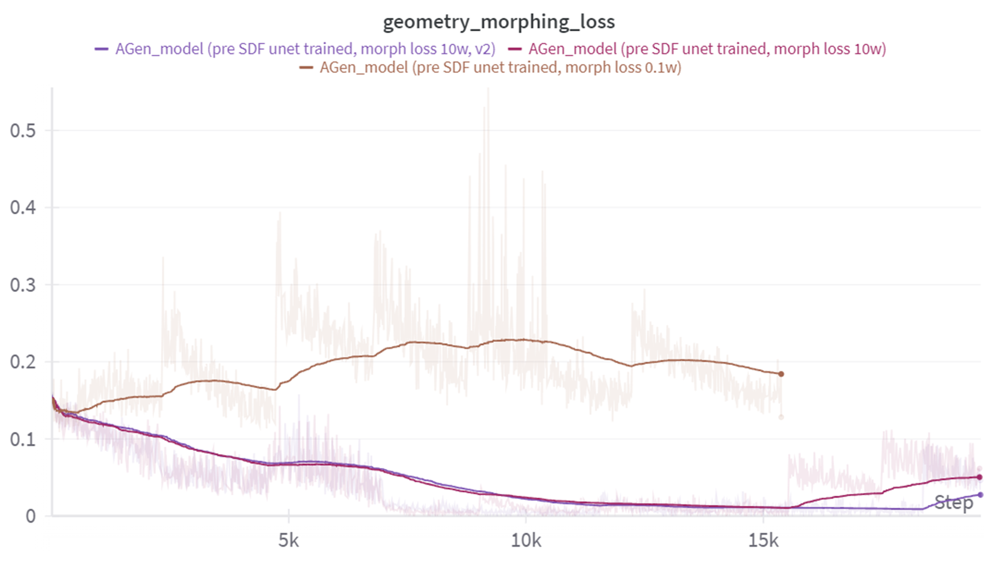 geometry_morphing_loss
AGen_model (pre SDF unet trained, morph loss 10w, v2) AGen_model (pre SDF unet trained, morph loss 10w)
AGen_model (pre SDF unet trained, morph loss 0.1w)
0.5
0.4
0.3
0.2
0.1
Step
0
5k 10k 15k